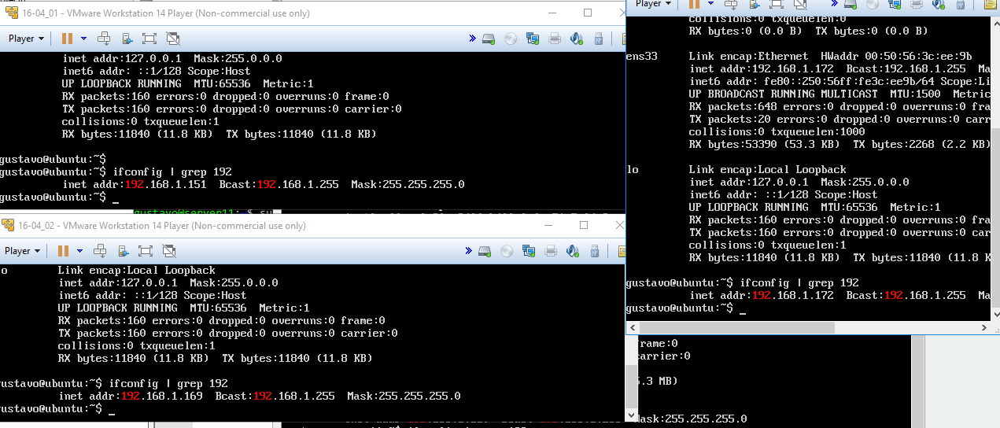 16-04_01 - VMware Workstation 14 Player (Non-commercial use only)
Player
inet addr:127.0.0.1 Mask:255.0.0.0
inet6 addr: ::1/128 Scope:Host
UP LOOPBACK RUNNING MTU:65536 Metric:1
RX packets:160 errors:0 dropped:0 overruns:0 frame:0
TX packets:160 errors:0 dropped:0 overruns:0 carrier:0
collisions:0 txqueuelen:1
RX bytes:11840 (11.8 KB) TX bytes:11840 (11.8 KB)
gustavo@ubuntu:~$
gustavo@ubuntu:~$ ifconfig | grep 192
inet addr:192.168.1.151 Bcast:192.168.1.255 Mask:255.255.255.0
gustavo@ubuntu:~$ _
16-04_02 - VMware Workstation 14 Player (Non-commercial use only)
Player
o Link encap:Local Loopback
inet addr:127.0.0.1 Mask:255.0.0.0
inet6 addr: ::1/128 Scope:Host
UP LOOPBACK RUNNING MTU:65536 Metric:1
RX packets:160 errors:0 dropped:0 overruns:0 frame:0
TX packets:160 errors:0 dropped:0 overruns:0 carrier:0
collisions:0 txqueuelen:1
RX bytes:11840 (11.8 KB) TX bytes:11840 (11.8 KB)
ustavo@ubuntu:~$ ifconfig | grep 192
inet addr:192.168.1.169 Bcast:192.168.1.255 Mask:255.255.255.0
ustavo@ubuntu:~$ _
Player
collisions:0 txqueuelen:0
RX bytes:0 (0.0 B) TX bytes:0 (0.0 B)
ens33 Link encap:Ethernet HWaddr 00:50:56:3c:ee:9b
inet addr:192.168.1.172 Bcast:192.168.1.255 Ma
inet6 addr: fe80::250:56ff:fe3c:ee9b/64 Scope:Li
UP BROADCAST RUNNING MULTICAST MTU:1500 Metric
RX packets:648 errors:0 dropped:0 overruns:0 fra
TX packets:20 errors:0 dropped:0 overruns:0 carr
collisions:0 txqueuelen:1000
RX bytes:53390 (53.3 KB) TX bytes:2268 (2.2 KB)
lo Link encap:Local Loopback
inet addr:127.0.0.1 Mask:255.0.0.0
inet6 addr: ::1/128 Scope:Host
UP LOOPBACK RUNNING MTU:65536 Metric:1
RX packets:160 errors:0 dropped:0 overruns:0 fra
TX packets:160 errors:0 dropped:0 overruns:0 car
collisions:0 txqueuelen:1
RX bytes:11840 (11.8 KB) TX bytes:11840 (11.8 K
gustavo@ubuntu:~$ ifconfig | grep 192
inet addr:192.168.1.172 Bcast:192.168.1.255 Ma
gustavo@ubuntu:~$ _
frame:0
carrier:0
5.3 MB)
Mask:255.255.255.0